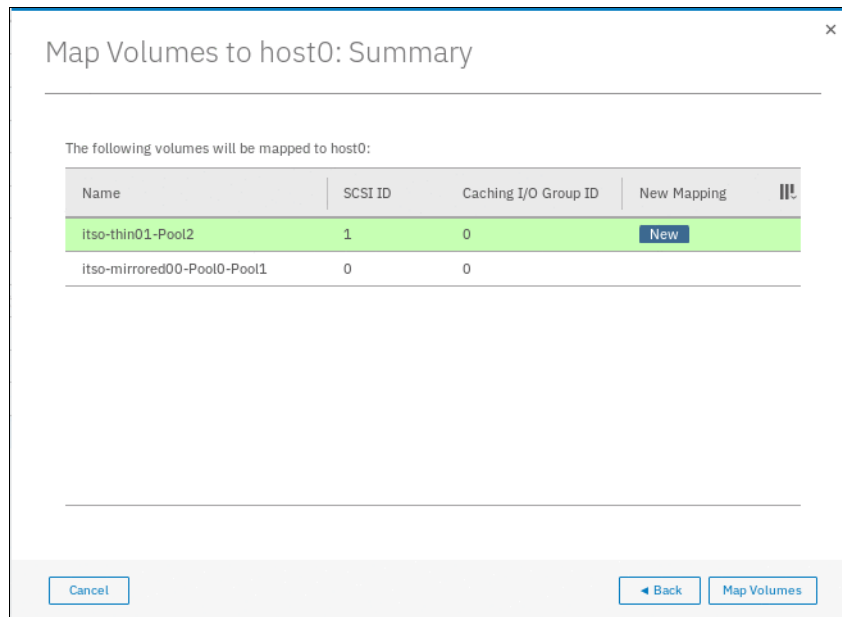 ×
Map Volumes to host0: Summary
The following volumes will be mapped to host0:
Name SCSI ID Caching I/O Group ID New Mapping
itso-thin01-Pool2 1 0 New
itso-mirrored00-Pool0-Pool1 0 0
Cancel ◄ Back Map Volumes